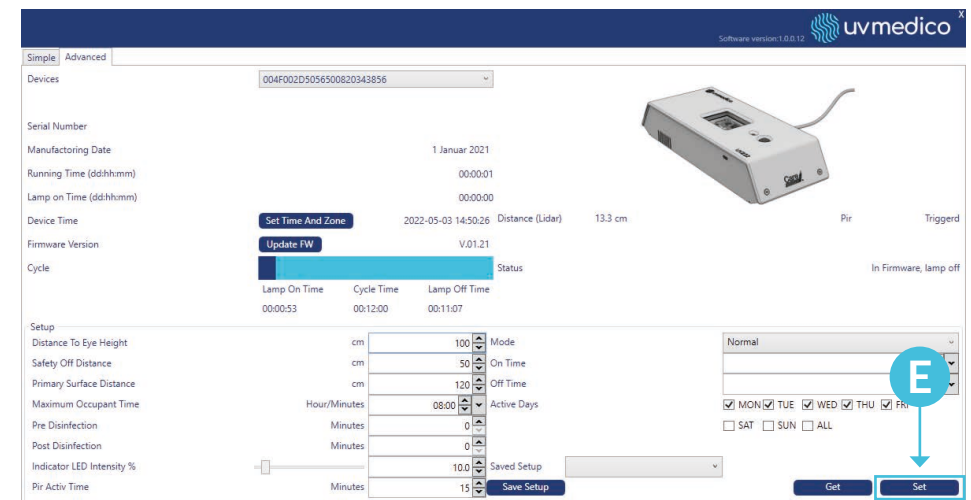 X
Software version:1.0.0.12 uvmedico
Simple Advanced
Devices 004F002D5056500820343856
Serial Number
Manufactoring Date 1 Januar 2021
Running Time (dd:hh:mm) 00:00:01
Lamp on Time (dd:hh:mm) 00:00:00
Device Time Set Time And Zone 2022-05-03 14:50:26 Distance (Lidar) 13.3 cm Pir Triggerd
Firmware Version Update FW V.01.21
Cycle Status In Firmware, lamp off
Lamp On Time Cycle Time Lamp Off Time
00:00:53 00:12:00 00:11:07
Setup
Distance To Eye Height cm 100 Mode Normal
Safety Off Distance cm 50 On Time
E
Primary Surface Distance cm 120 Off Time
Maximum Occupant Time Hour/Minutes 08:00 Active Days MON TUE WED THU FRI
Pre Disinfection Minutes 0 SAT SUN ALL
Post Disinfection Minutes 0
Indicator LED Intensity % 10.0 Saved Setup
Pir Activ Time Minutes 15 Save Setup Get Set